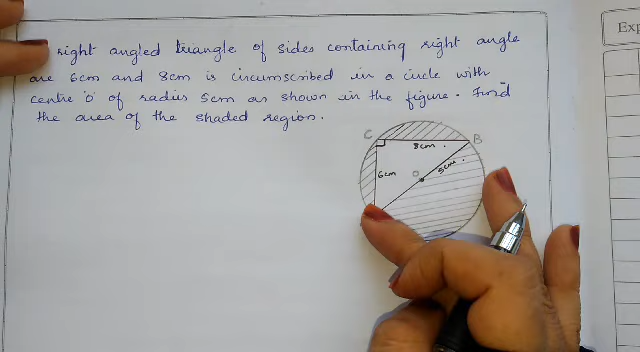 right angled triangle of sides containing right angle
are 6cm and 8cm is circumscribed in a circle with
centre 'o' of radius 5cm as shown in the figure. Find
the area of the shaded region.
C
B
8cm.
6cm
O
5cm.
Exp